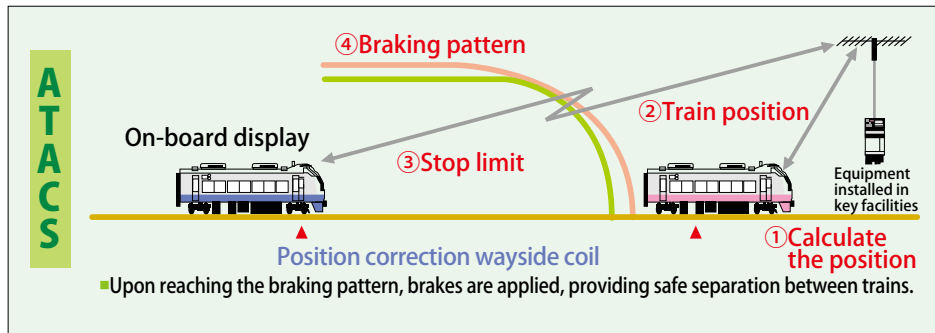 ATACS
④Braking pattern
②Train position
On-board display
③Stop limit
Equipment
installed in
key facilities
①Calculate
the position
Position correction wayside coil
■Upon reaching the braking pattern, brakes are applied, providing safe separation between trains.